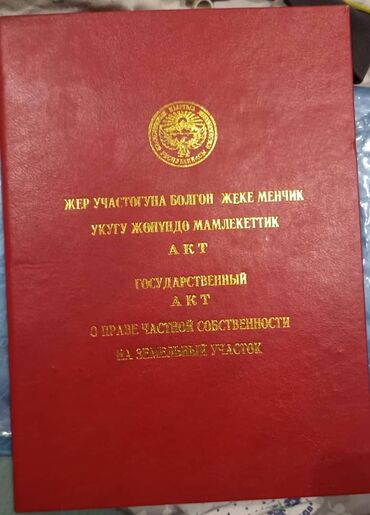 ЖЕР УЧАСТОГУНА БОЛГОН ЖЕКЕ МЕНЧИК
УКУГУ ЖӨНҮНДӨ МАМЛЕКЕТТИК
АКТ
ГОСУДАРСТВЕННЫЙ
АКТ
О ПРАВЕ ЧАСТНОЙ СОБСТВЕННОСТИ
НА ЗЕМЕЛЬНЫЙ УЧАСТОК